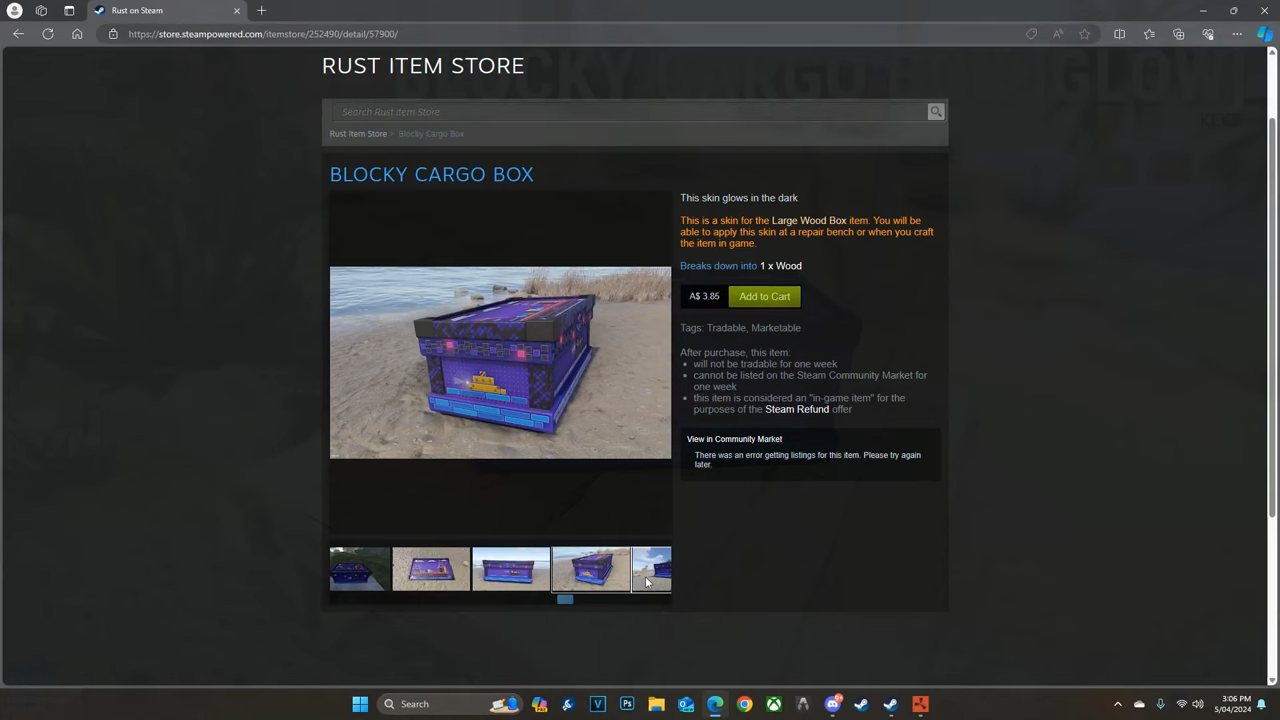 Rust on Steam
https://store.steampowered.com/itemstore/252490/detail/57900/
RUST ITEM STORE
Search Rust Item Store
Rust Item Store > Blocky Cargo Box
BLOCKY CARGO BOX
This skin glows in the dark
This is a skin for the Large Wood Box item. You will be
able to apply this skin at a repair bench or when you craft
the item in game.
Breaks down into 1 x Wood
A$ 3.85
Add to Cart
Tags: Tradable, Marketable
After purchase, this item:
• will not be tradable for one week
• cannot be listed on the Steam Community Market for
one week
• this item is considered an "in-game item" for the
purposes of the Steam Refund offer
View in Community Market
There was an error getting listings for this item. Please try again
later.
Search
3:06 PM
5/04/2024